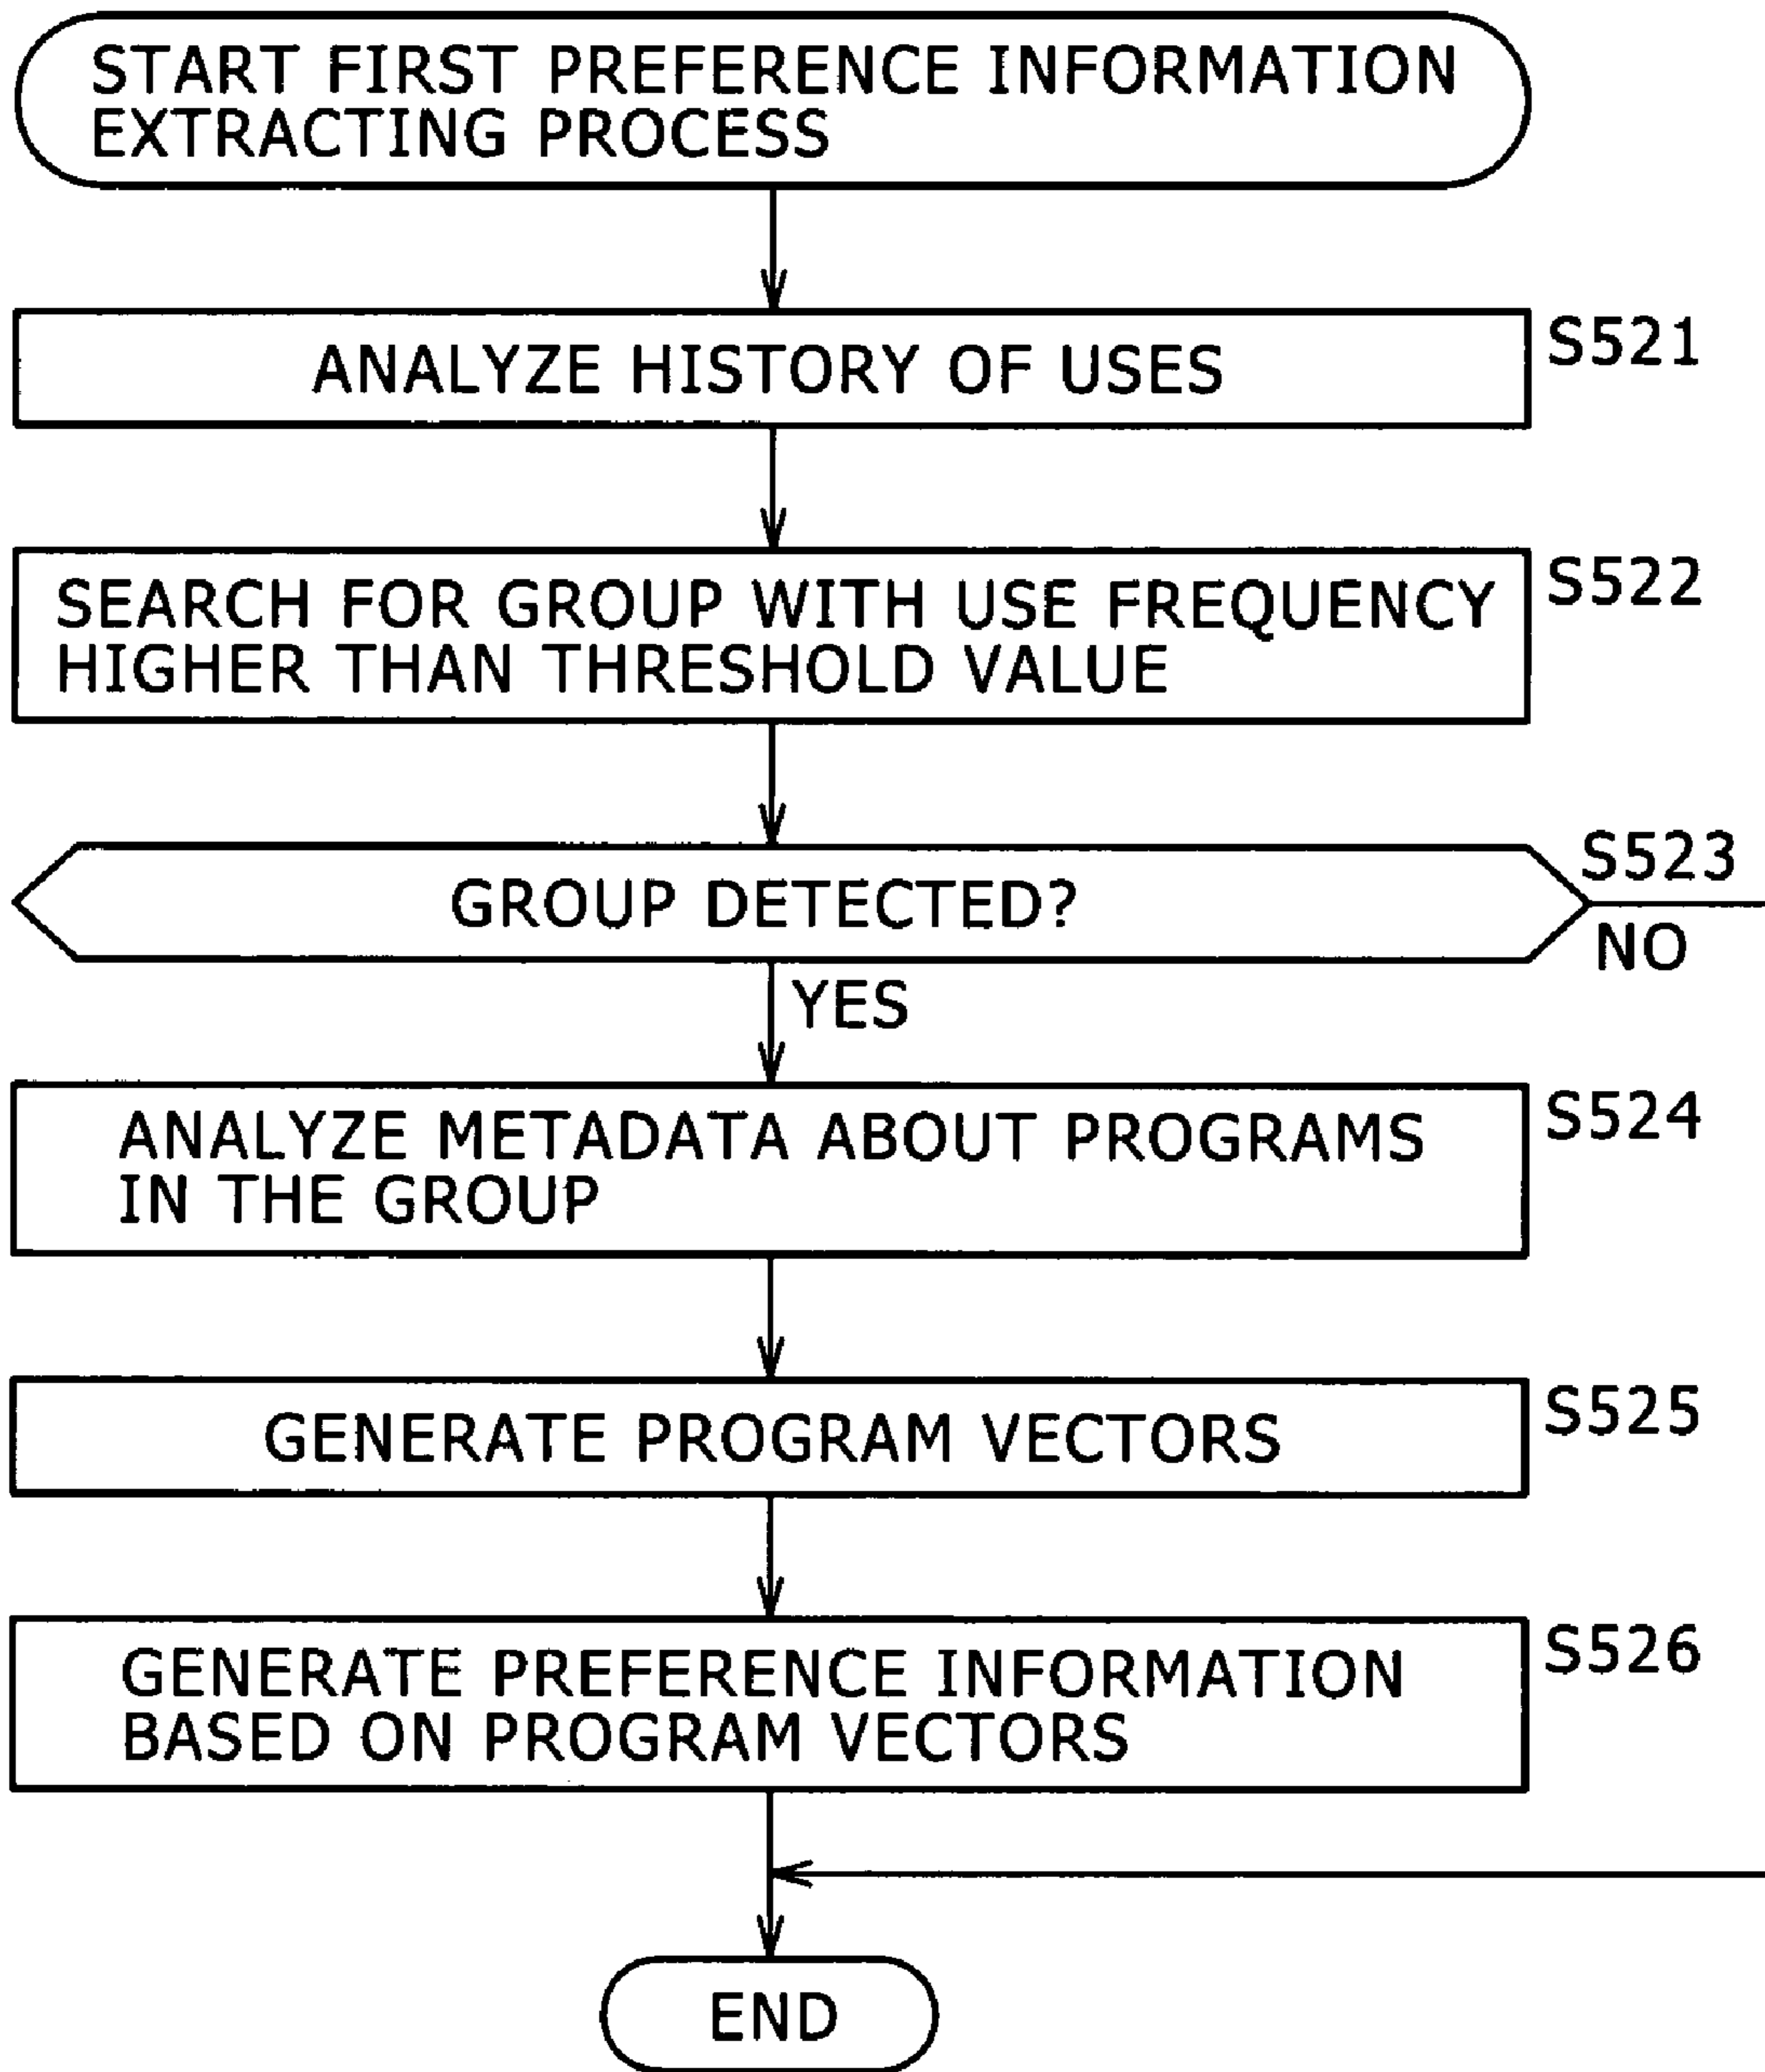 START FIRST PREFERENCE INFORMATION
EXTRACTING PROCESS
ANALYZE HISTORY OF USES
S521
SEARCH FOR GROUP WITH USE FREQUENCY
HIGHER THAN THRESHOLD VALUE
S522
GROUP DETECTED?
S523
NO
YES
ANALYZE METADATA ABOUT PROGRAMS
IN THE GROUP
S524
GENERATE PROGRAM VECTORS
S525
GENERATE PREFERENCE INFORMATION
BASED ON PROGRAM VECTORS
S526
END